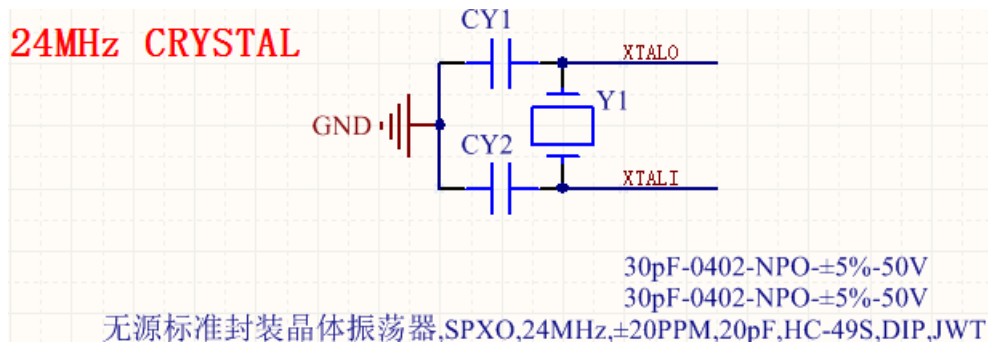 CY1
24MHz CRYSTAL
XTALO
Y1
GND
CY2
XTALI
30pF-0402-NPO-±5%-50V
30pF-0402-NPO-±5%-50V
无源标准封装晶体振荡器,SPXO,24MHz,±20PPM,20pF,HC-49S,DIP,JWT